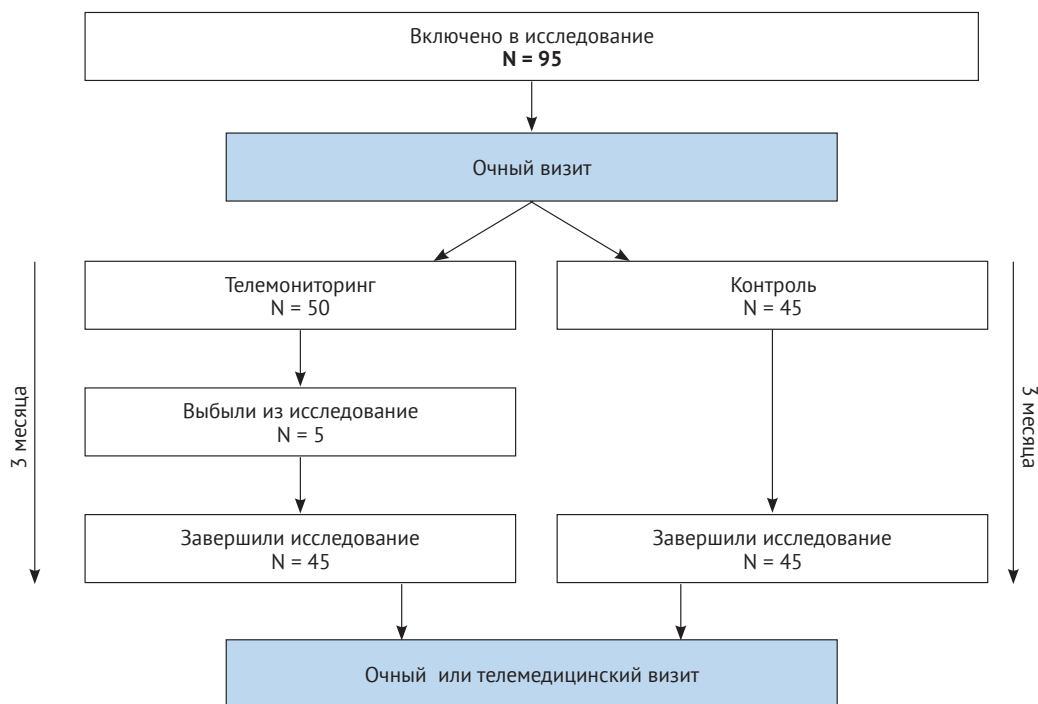 Включено в исследование
N = 95
Очный визит
Телемониторинг
N = 50
Контроль
N = 45
3 месяца
Выбыли из исследование
N = 5
3 месяца
Завершили исследование
N = 45
Завершили исследование
N = 45
Очный или телемедицинский визит